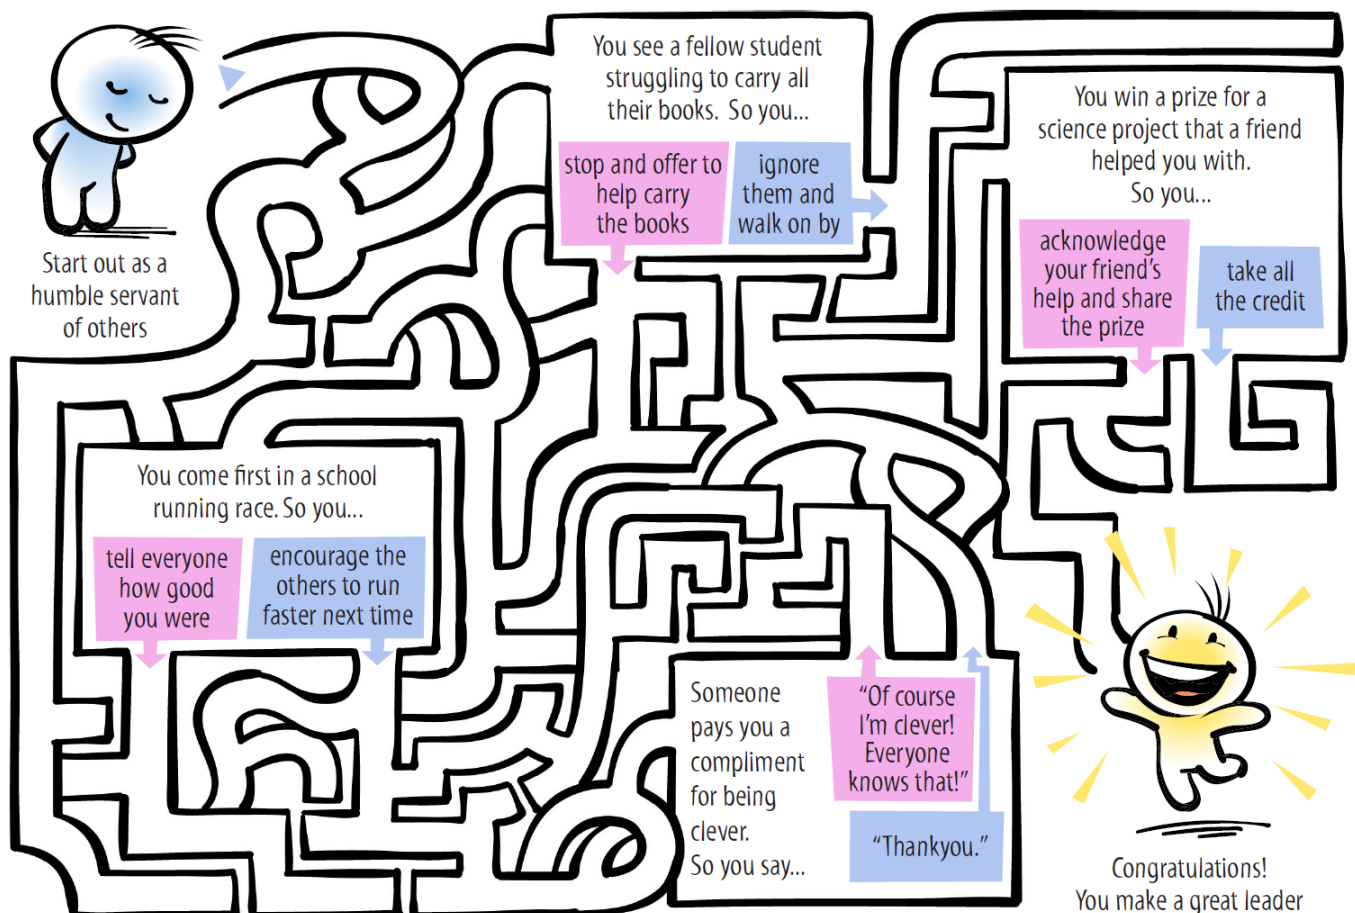 Start out as a
humble servant
of others
You see a fellow student
struggling to carry all
their books.  So you...
stop and offer to
help carry
the books
ignore
them and
walk on by
You win a prize for a
science project that a friend
helped you with.
So you...
acknowledge
your friend's
help and share
the prize
take all
the credit
You come first in a school
running race. So you...
tell everyone
how good
you were
encourage the
others to run
faster next time
Someone
pays you a
compliment
for being
clever.
So you say...
“Of course
I'm clever!
Everyone
knows that!”
“Thankyou.”
Congratulations!
You make a great leader